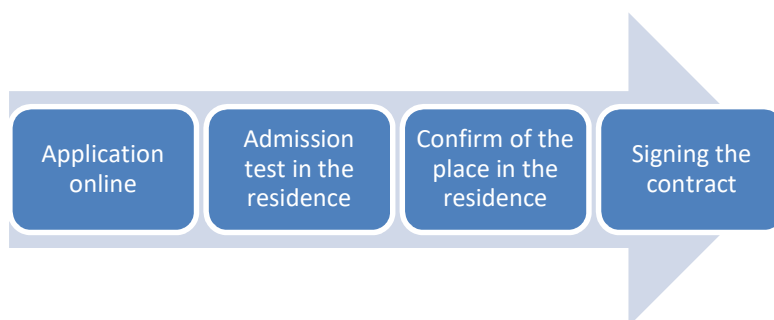 Application
online
Admission
test in the
residence
Confirm of the
place in the
residence
Signing the
contract